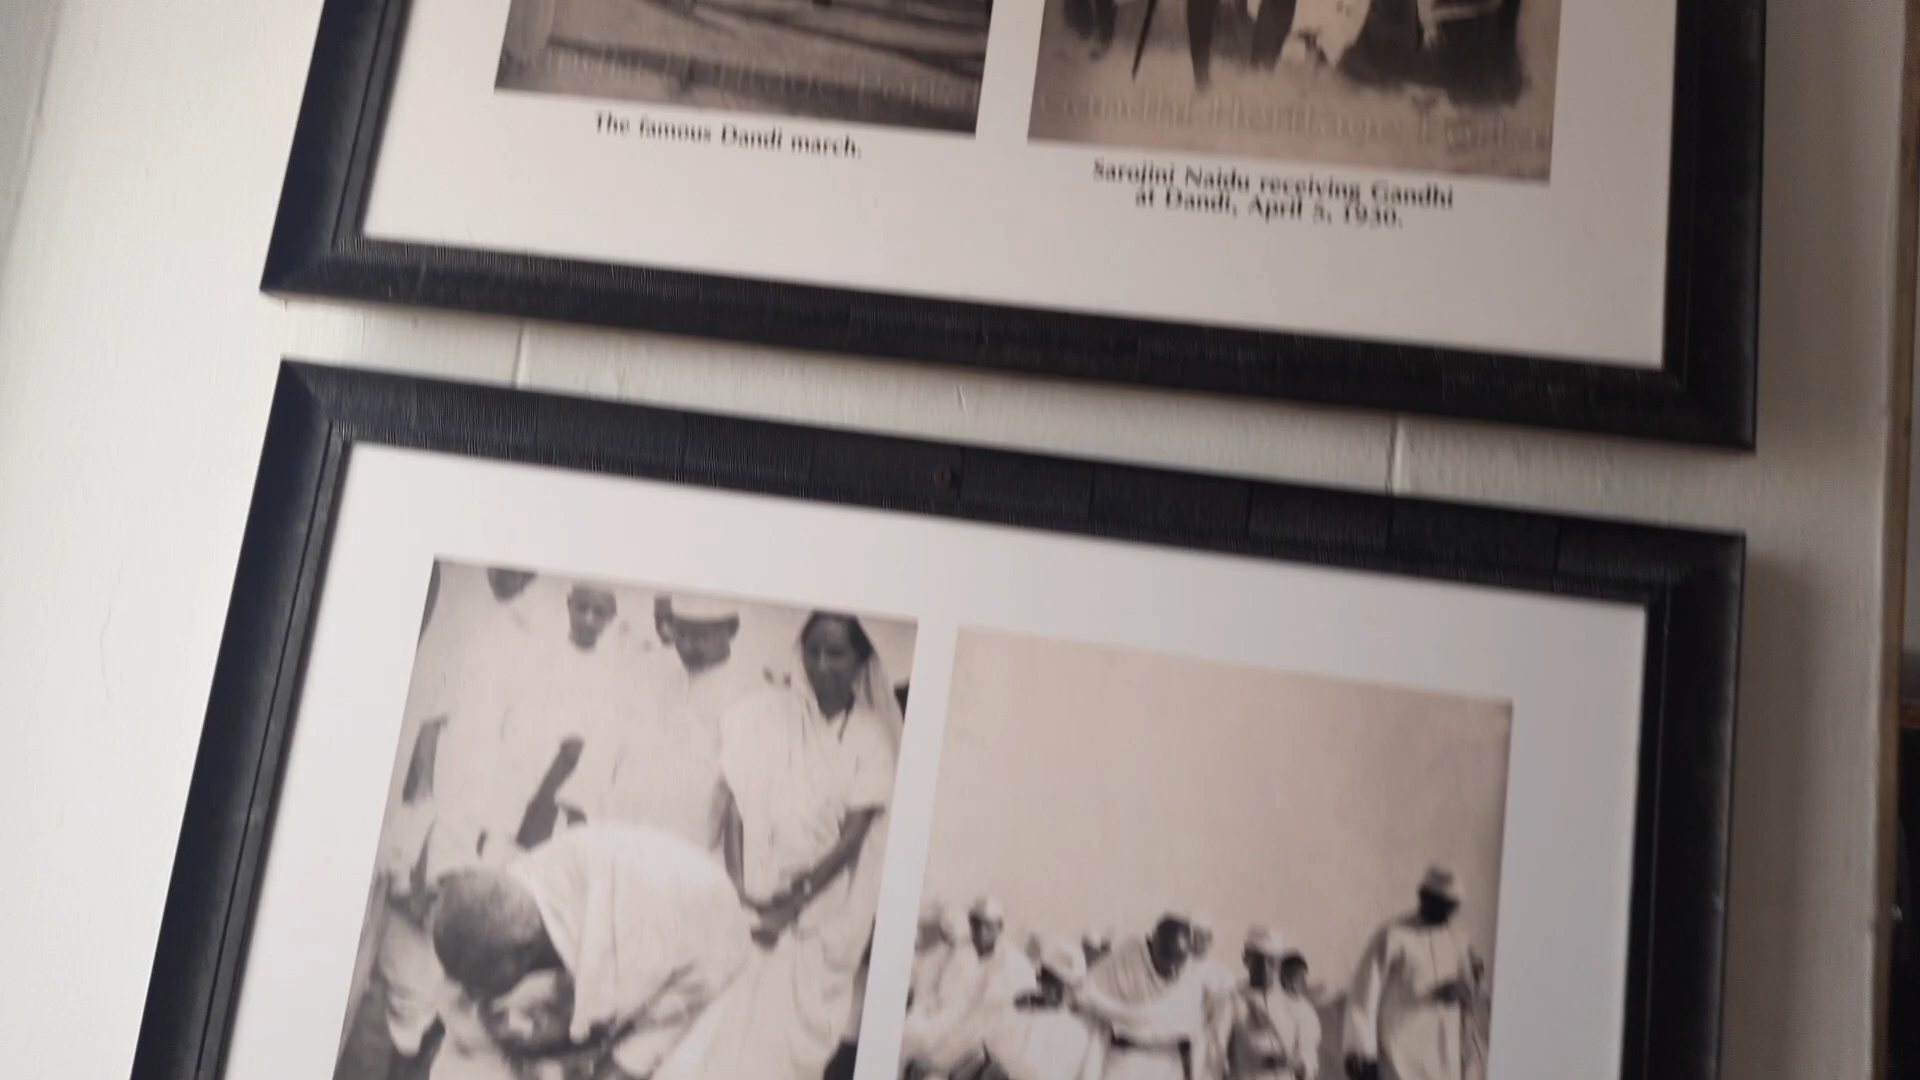 The famous Dandi march.
Sarojini Naidu receiving Gandhi
at Dandi, April 5, 1930.